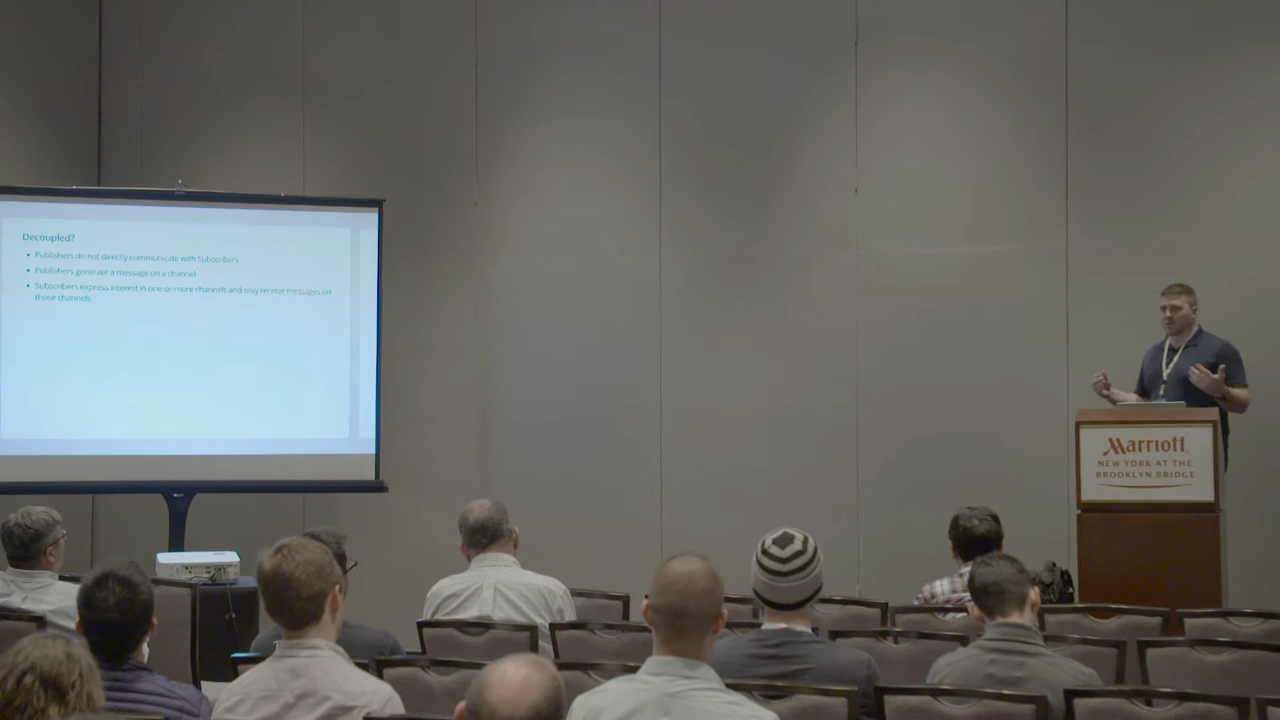 Decoupled?
• Publishers do not directly communicate with Subscribers
• Publishers generate a message on a channel
• Subscribers express interest in one or more channels and only receive messages on
those channels.
Marriott
NEW YORK AT THE
BROOKLYN BRIDGE